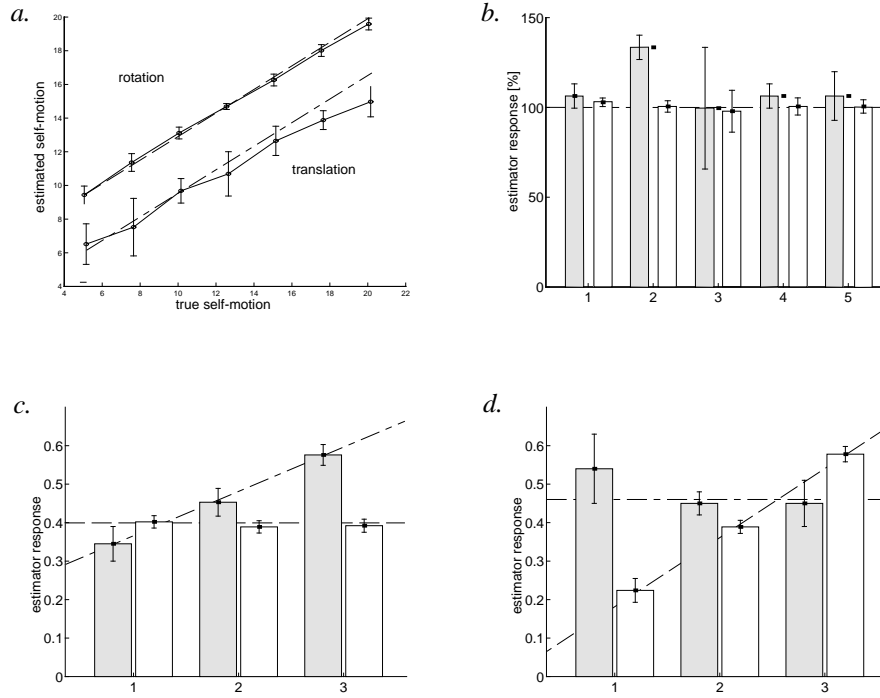 a.
20
18
16
14
12
10
8
6
4
4 6 8 10 12 14 16 18 20 22
estimated self-motion
true self-motion
rotation
translation
b.
150
100
50
0
1 2 3 4 5
estimator response [%]
c.
0.6
0.5
0.4
0.3
0.2
0.1
0
1 2 3
estimator response
d.
0.6
0.5
0.4
0.3
0.2
0.1
0
1 2 3
estimator response